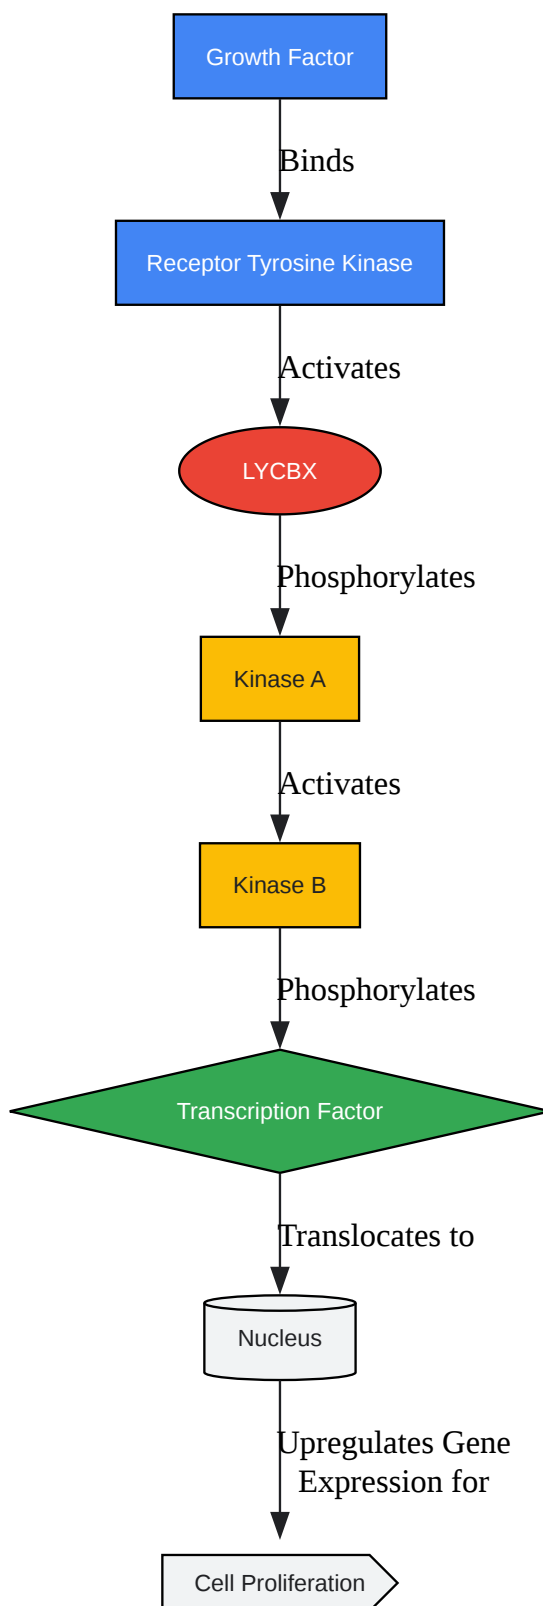 Growth Factor
Binds
Receptor Tyrosine Kinase
Activates
LYCBX
Phosphorylates
Kinase A
Activates
Kinase B
Phosphorylates
Transcription Factor
Translocates to
Nucleus
Upregulates Gene
Expression for
Cell Proliferation